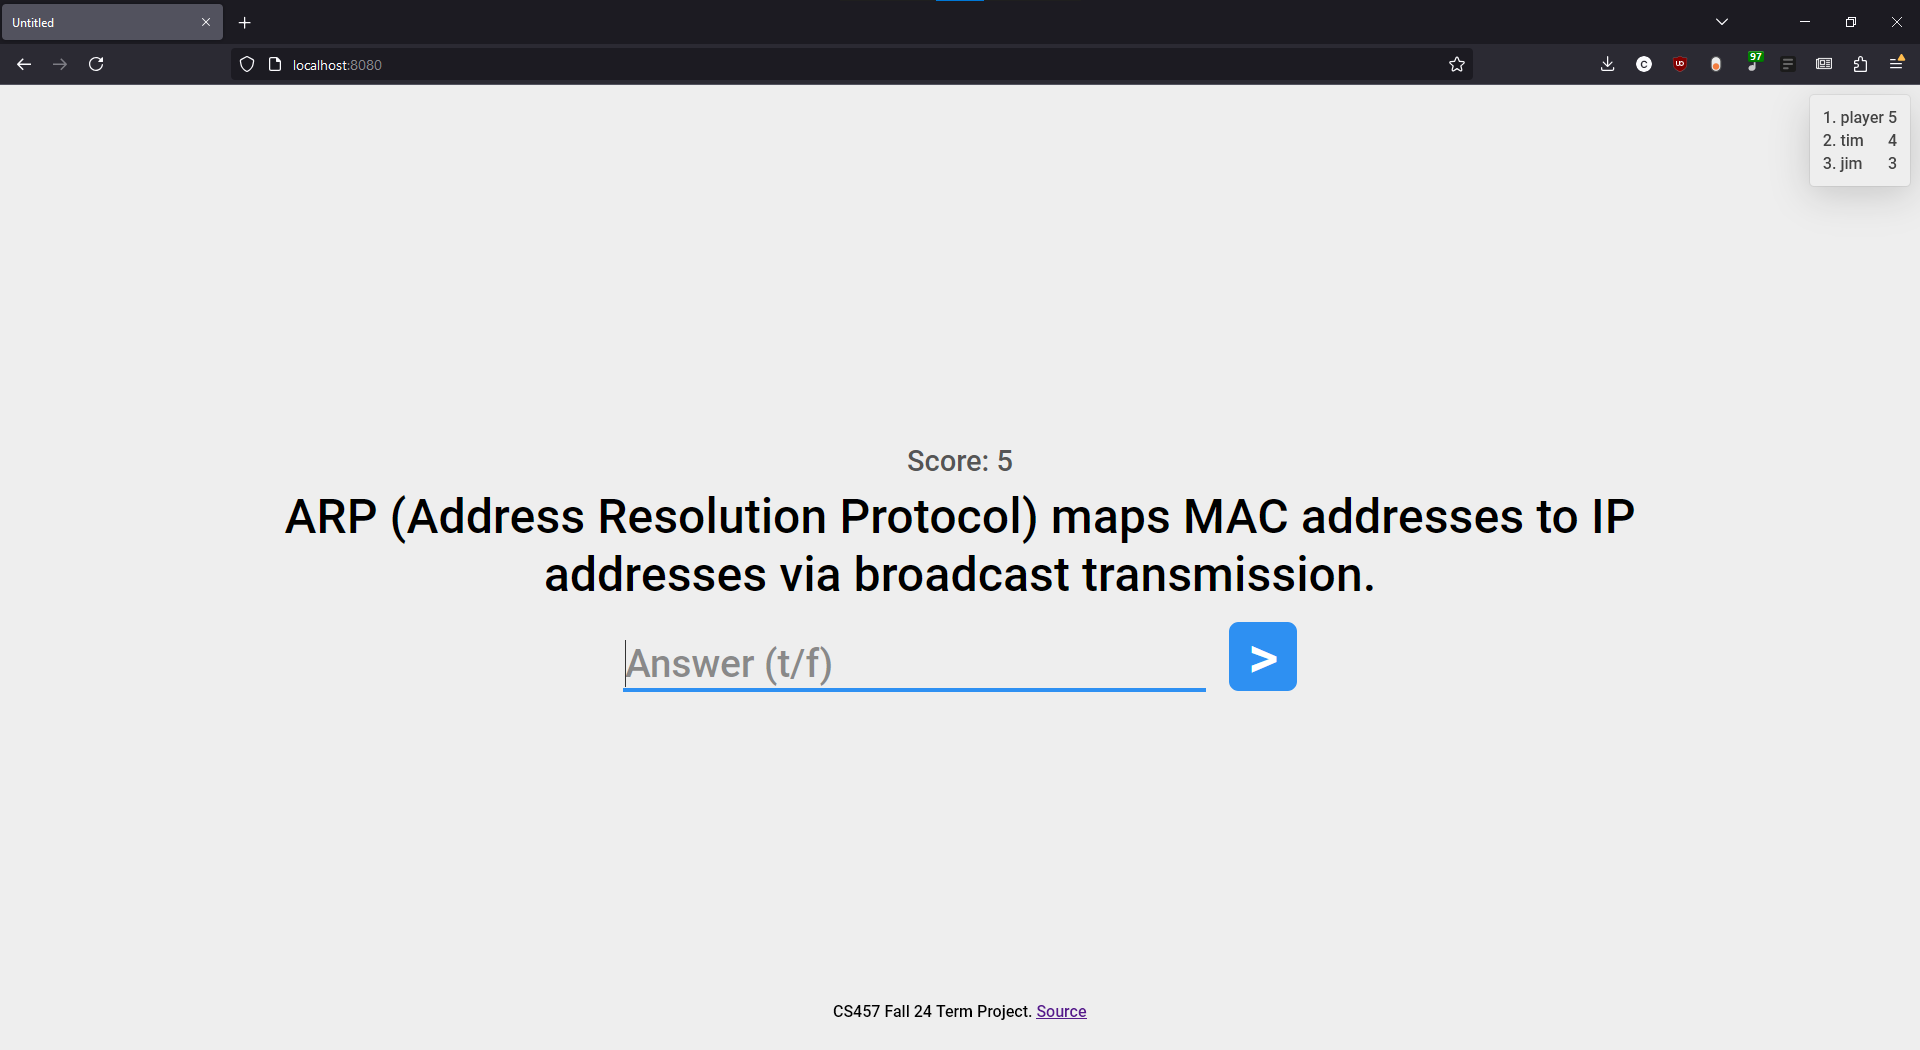 Untitled
localhost:8080
97
1. player 5
2. tim 4
3. jim 3
Score: 5
ARP (Address Resolution Protocol) maps MAC addresses to IP
addresses via broadcast transmission.
Answer (t/f)
>
CS457 Fall 24 Term Project. Source